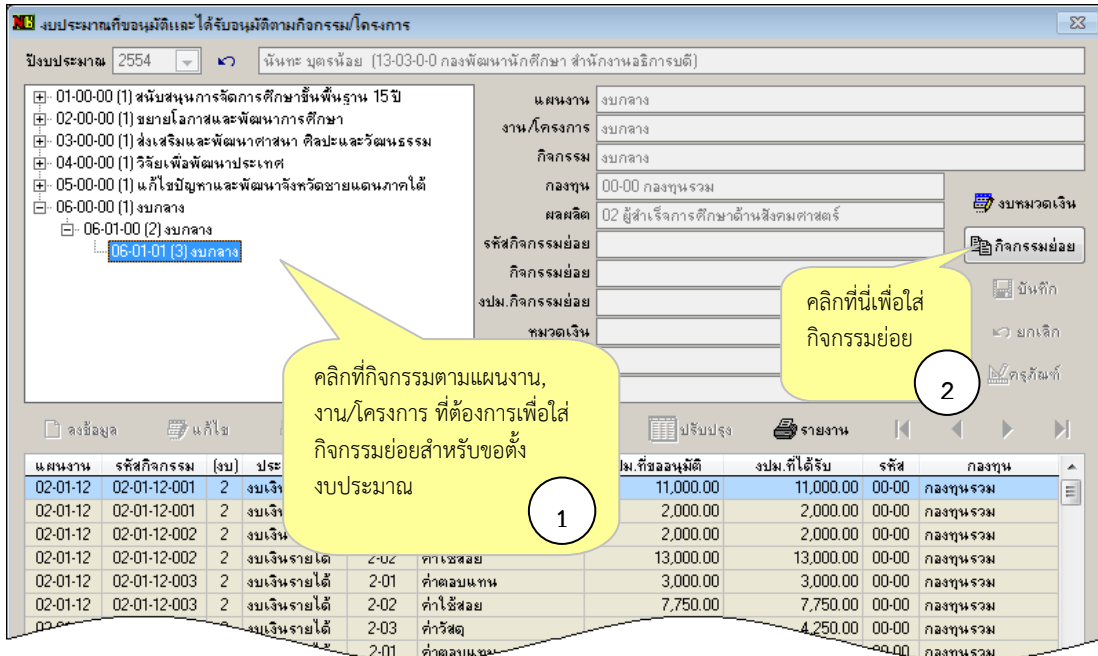 งบประมาณที่ขออนุมัติและได้รับอนุมัติตามกิจกรรม/โครงการ
ปีงบประมาณ 2554 นันทะ บุตรน้อย (13-03-0-0 กองพัฒนานักศึกษา สำนักงานอธิการบดี)
01-00-00 (1) สนับสนุนการจัดการศึกษาขั้นพื้นฐาน 15 ปี
02-00-00 (1) ขยายโอกาสและพัฒนาการศึกษา
03-00-00 (1) ส่งเสริมและพัฒนาศาสนา ศิลปะและวัฒนธรรม
04-00-00 (1) วิจัยเพื่อพัฒนาประเทศ
05-00-00 (1) แก้ไขปัญหาและพัฒนาจังหวัดชายแดนภาคใต้
06-00-00 (1) งบกลาง
06-01-00 (2) งบกลาง
06-01-01 (3) งบกลาง
แผนงาน งบกลาง
งาน/โครงการ งบกลาง
กิจกรรม งบกลาง
กองทุน 00-00 กองทุนรวม
ผลผลิต 02 ผู้สำเร็จการศึกษาด้านสังคมศาสตร์
รหัสกิจกรรมย่อย
กิจกรรมย่อย
งปม.กิจกรรมย่อย
หมวดเงิน
งบหมวดเงิน
กิจกรรมย่อย
บันทึก
ยกเลิก
ครุภัณฑ์
คลิกที่นี่เพื่อใส่
กิจกรรมย่อย
2
คลิกที่กิจกรรมตามแผนงาน,
งาน/โครงการ ที่ต้องการเพื่อใส่
กิจกรรมย่อยสำหรับขอตั้ง
งบประมาณ
1
ลงข้อมูล แก้ไข ปรับปรุง รายงาน
แผนงาน รหัสกิจกรรม (งบ) ประ ปม.ที่ขออนุมัติ งปม.ที่ได้รับ รหัส กองทุน
02-01-12 02-01-12-001 2 งบเงิน 11,000.00 11,000.00 00-00 กองทุนรวม
02-01-12 02-01-12-001 2 งบเงิน 2,000.00 2,000.00 00-00 กองทุนรวม
02-01-12 02-01-12-002 2 งบเงิน 2,000.00 2,000.00 00-00 กองทุนรวม
02-01-12 02-01-12-002 2 งบเงินรายได้ 2-02 ค่าใช้สอย 13,000.00 13,000.00 00-00 กองทุนรวม
02-01-12 02-01-12-003 2 งบเงินรายได้ 2-01 ค่าตอบแทน 3,000.00 3,000.00 00-00 กองทุนรวม
02-01-12 02-01-12-003 2 งบเงินรายได้ 2-02 ค่าใช้สอย 7,750.00 7,750.00 00-00 กองทุนรวม
งบเงินรายได้ 2-03 ค่าวัสดุ 4,250.00 00-00 กองทุนรวม
2-01 ค่าตอบแทน 00-00 กองทุนรวม